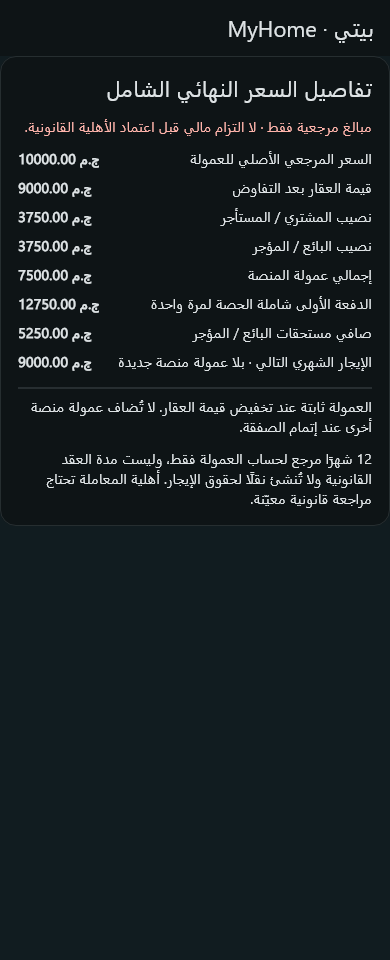 بيتي · MyHome
تفاصيل السعر النهائي الشامل
مبالغ مرجعية فقط · لا التزام مالي قبل اعتماد الأهلية القانونية.
السعر المرجعي الأصلي للعمولة 10000.00 ج.م
قيمة العقار بعد التفاوض 9000.00 ج.م
نصيب المشتري / المستأجر 3750.00 ج.م
نصيب البائع / المؤجر 3750.00 ج.م
إجمالي عمولة المنصة 7500.00 ج.م
الدفعة الأولى شاملة الحصة لمرة واحدة 12750.00 ج.م
صافي مستحقات البائع / المؤجر 5250.00 ج.م
الإيجار الشهري التالي · بلا عمولة منصة جديدة 9000.00 ج.م
العمولة ثابتة عند تخفيض قيمة العقار. لا تُضاف عمولة منصة
أخرى عند إتمام الصفقة.
12 شهرًا مرجع لحساب العمولة فقط، وليست مدة العقد
القانونية ولا تُنشئ نقلًا لحقوق الإيجار. أهلية المعاملة تحتاج
مراجعة قانونية معيّنة.